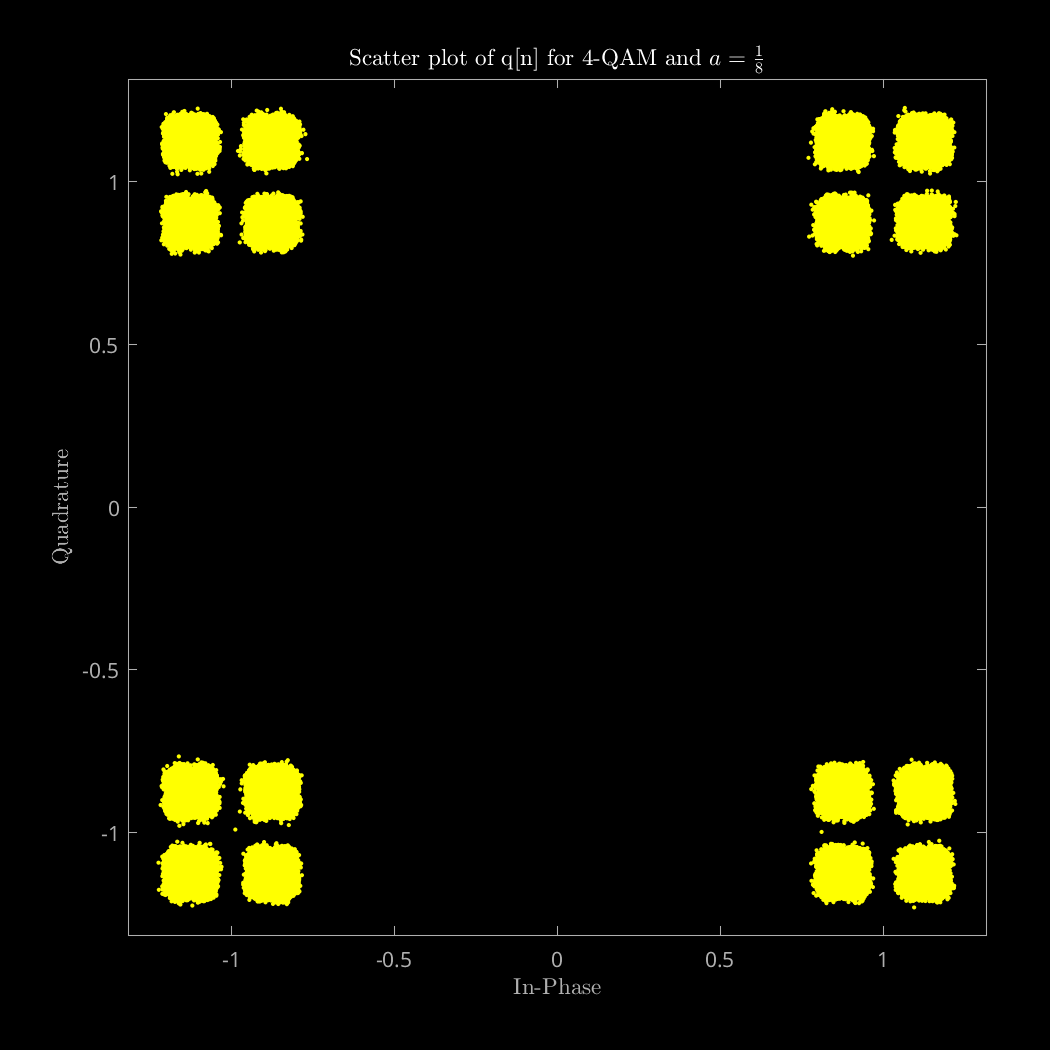 Scatter plot of q[n] for 4-QAM and $a = \frac{1}{8}$
1
0.5
0
-0.5
-1
Quadrature
-1 -0.5 0 0.5 1
In-Phase